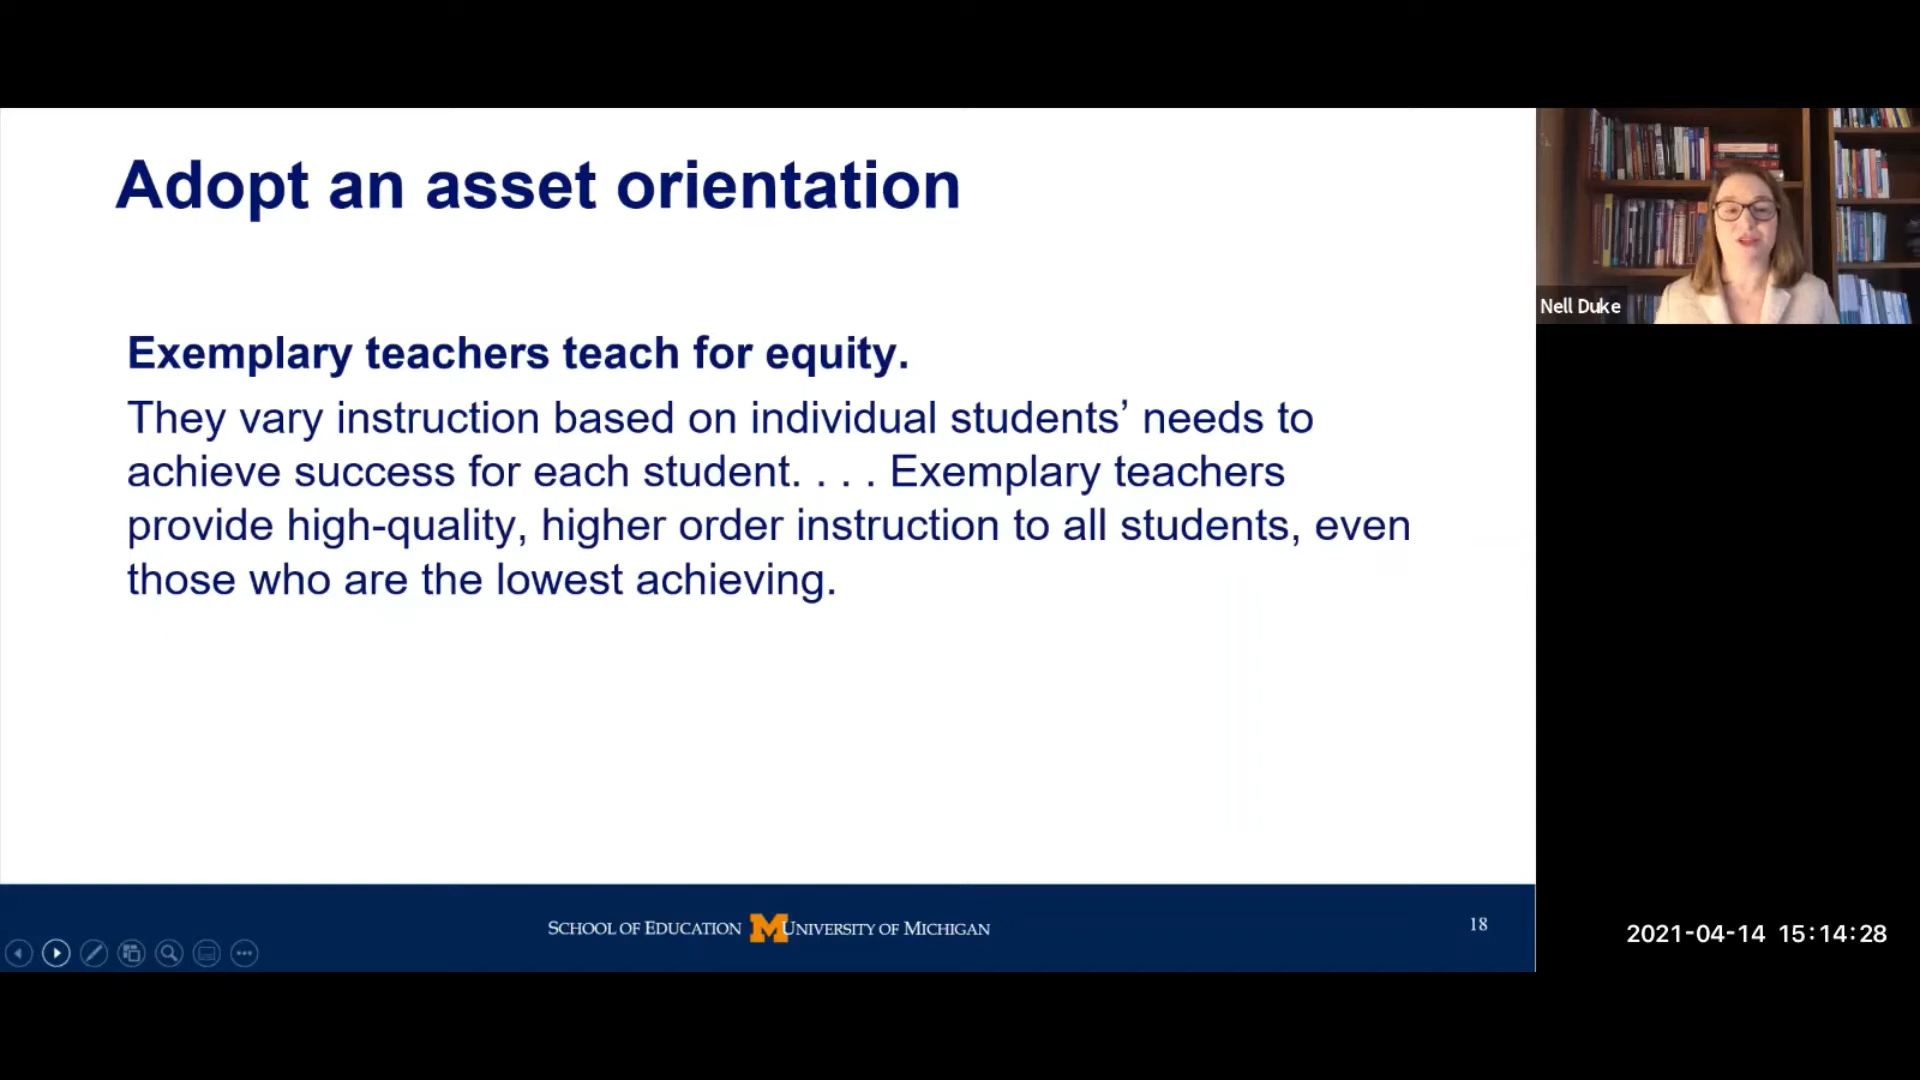 Adopt an asset orientation
Exemplary teachers teach for equity.
They vary instruction based on individual students’ needs to
achieve success for each student. . . . Exemplary teachers
provide high-quality, higher order instruction to all students, even
those who are the lowest achieving.
Nell Duke
SCHOOL OF EDUCATION M UNIVERSITY OF MICHIGAN
18
2021-04-14 15:14:28